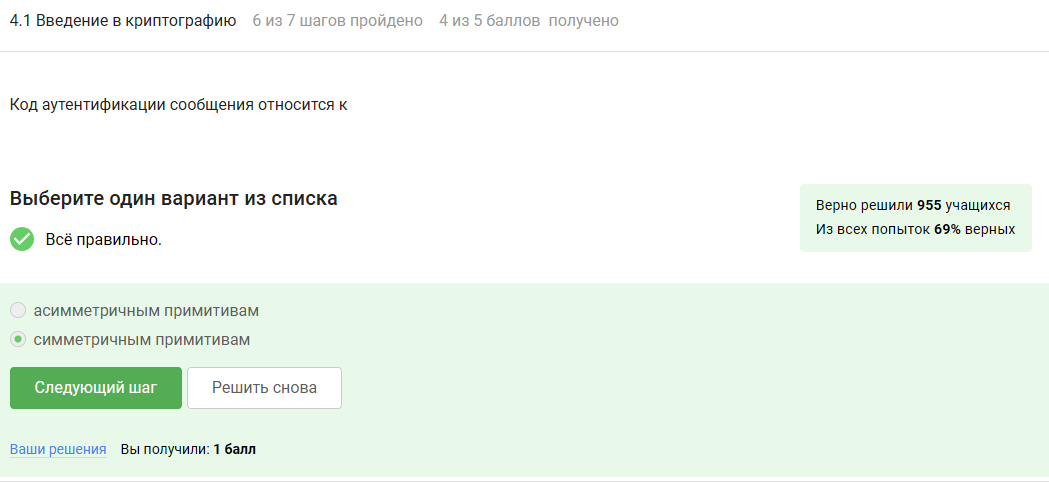 4.1 Введение в криптографию 6 из 7 шагов пройдено 4 из 5 баллов получено
Код аутентификации сообщения относится к
Выберите один вариант из списка
Всё правильно.
Верно решили 955 учащихся
Из всех попыток 69% верных
асимметричным примитивам
симметричным примитивам
Следующий шаг Решить снова
Ваши решения Вы получили: 1 балл